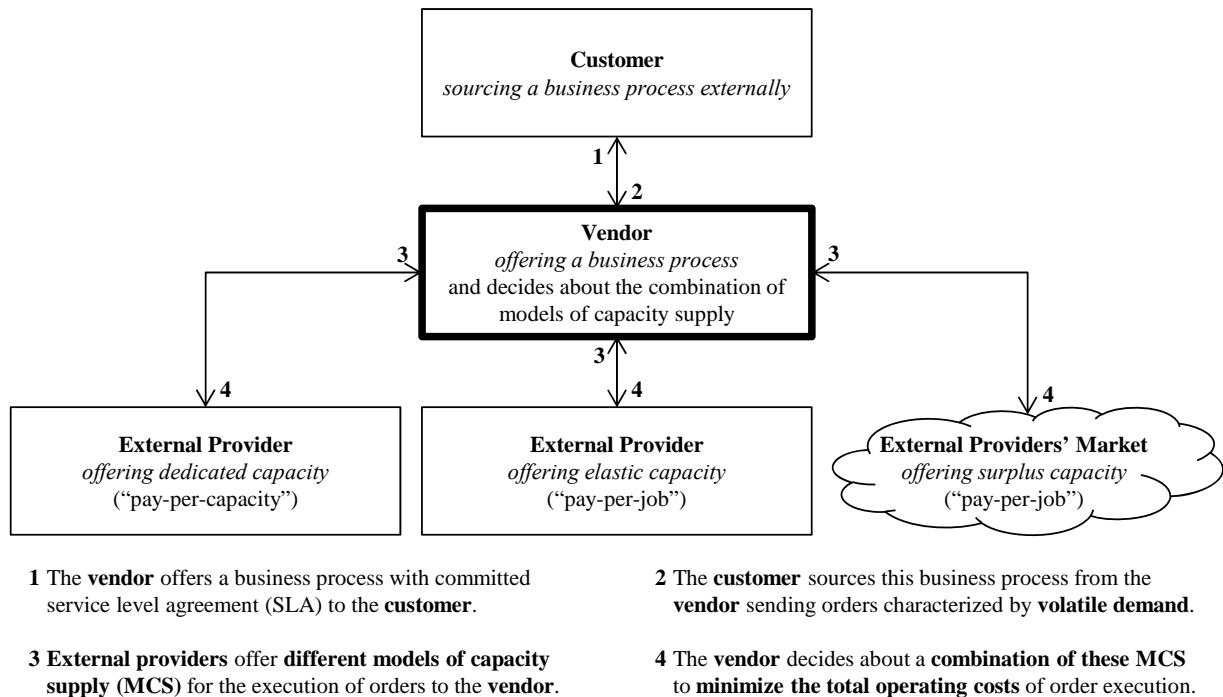 Customer
sourcing a business process externally
1
2
Vendor
offering a business process
and decides about the combination of
models of capacity supply
3
3
3
4
4
4
External Provider
offering dedicated capacity
(“pay-per-capacity”)
External Provider
offering elastic capacity
(“pay-per-job”)
External Providers’ Market
offering surplus capacity
(“pay-per-job”)
1 The vendor offers a business process with committed
service level agreement (SLA) to the customer.
2 The customer sources this business process from the
vendor sending orders characterized by volatile demand.
3 External providers offer different models of capacity
supply (MCS) for the execution of orders to the vendor.
4 The vendor decides about a combination of these MCS
to minimize the total operating costs of order execution.